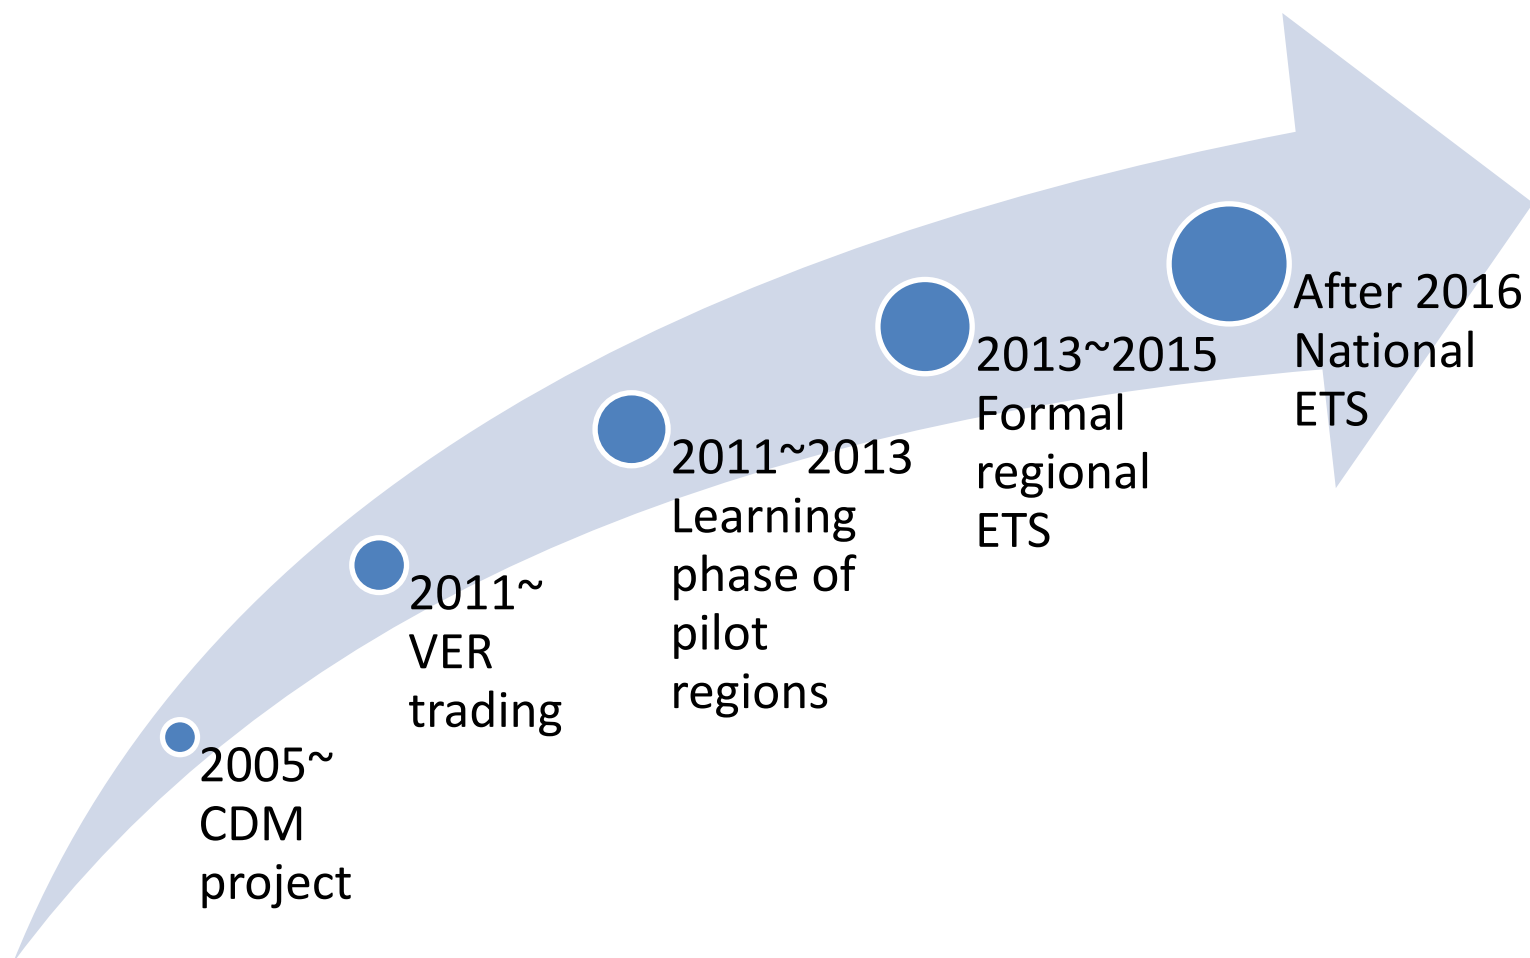 2005~
CDM
project
2011~
VER
trading
2011~2013
Learning
phase of
pilot
regions
2013~2015
Formal
regional
ETS
After 2016
National
ETS